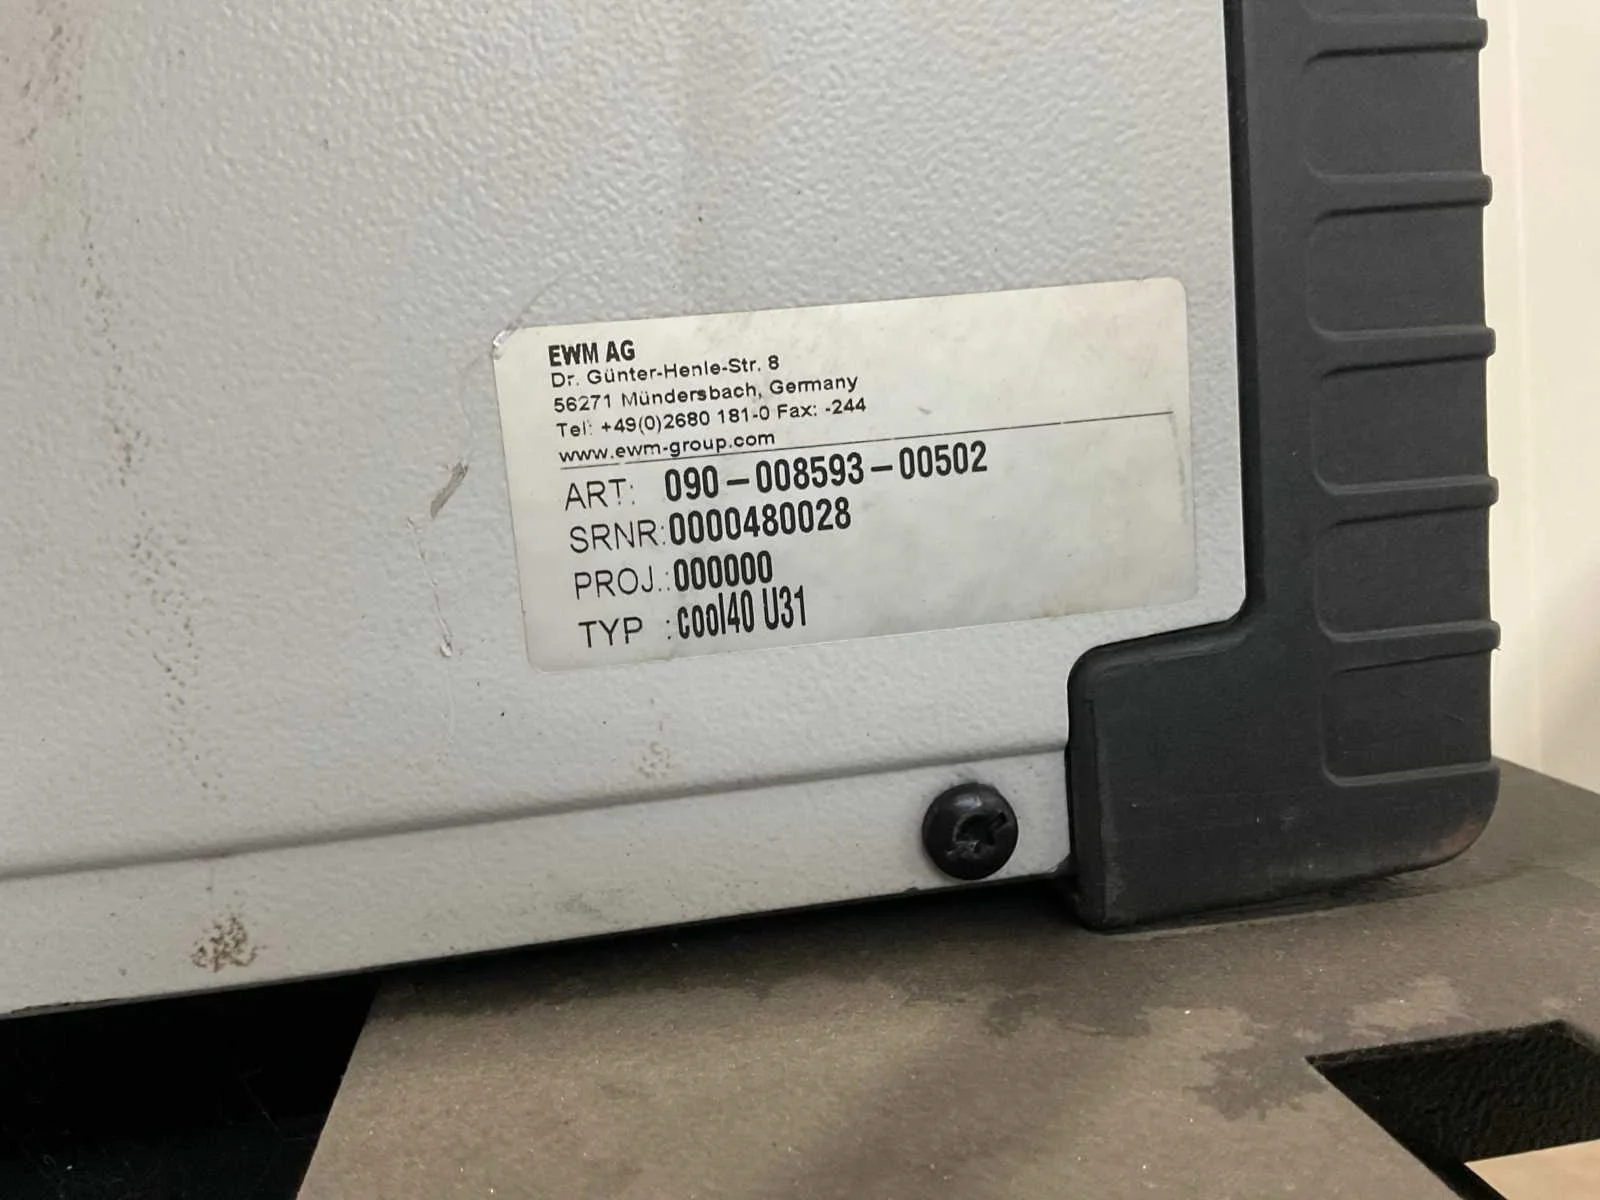 EWM AG
Dr. Günter-Henle-Str. 8
56271 Mündersbach, Germany
Tel: +49(0)2680 181-0 Fax: -244
www.ewm-group.com
ART: 090-008593-00502
SRNR:0000480028
PROJ.:000000
TYP :cool40 U31